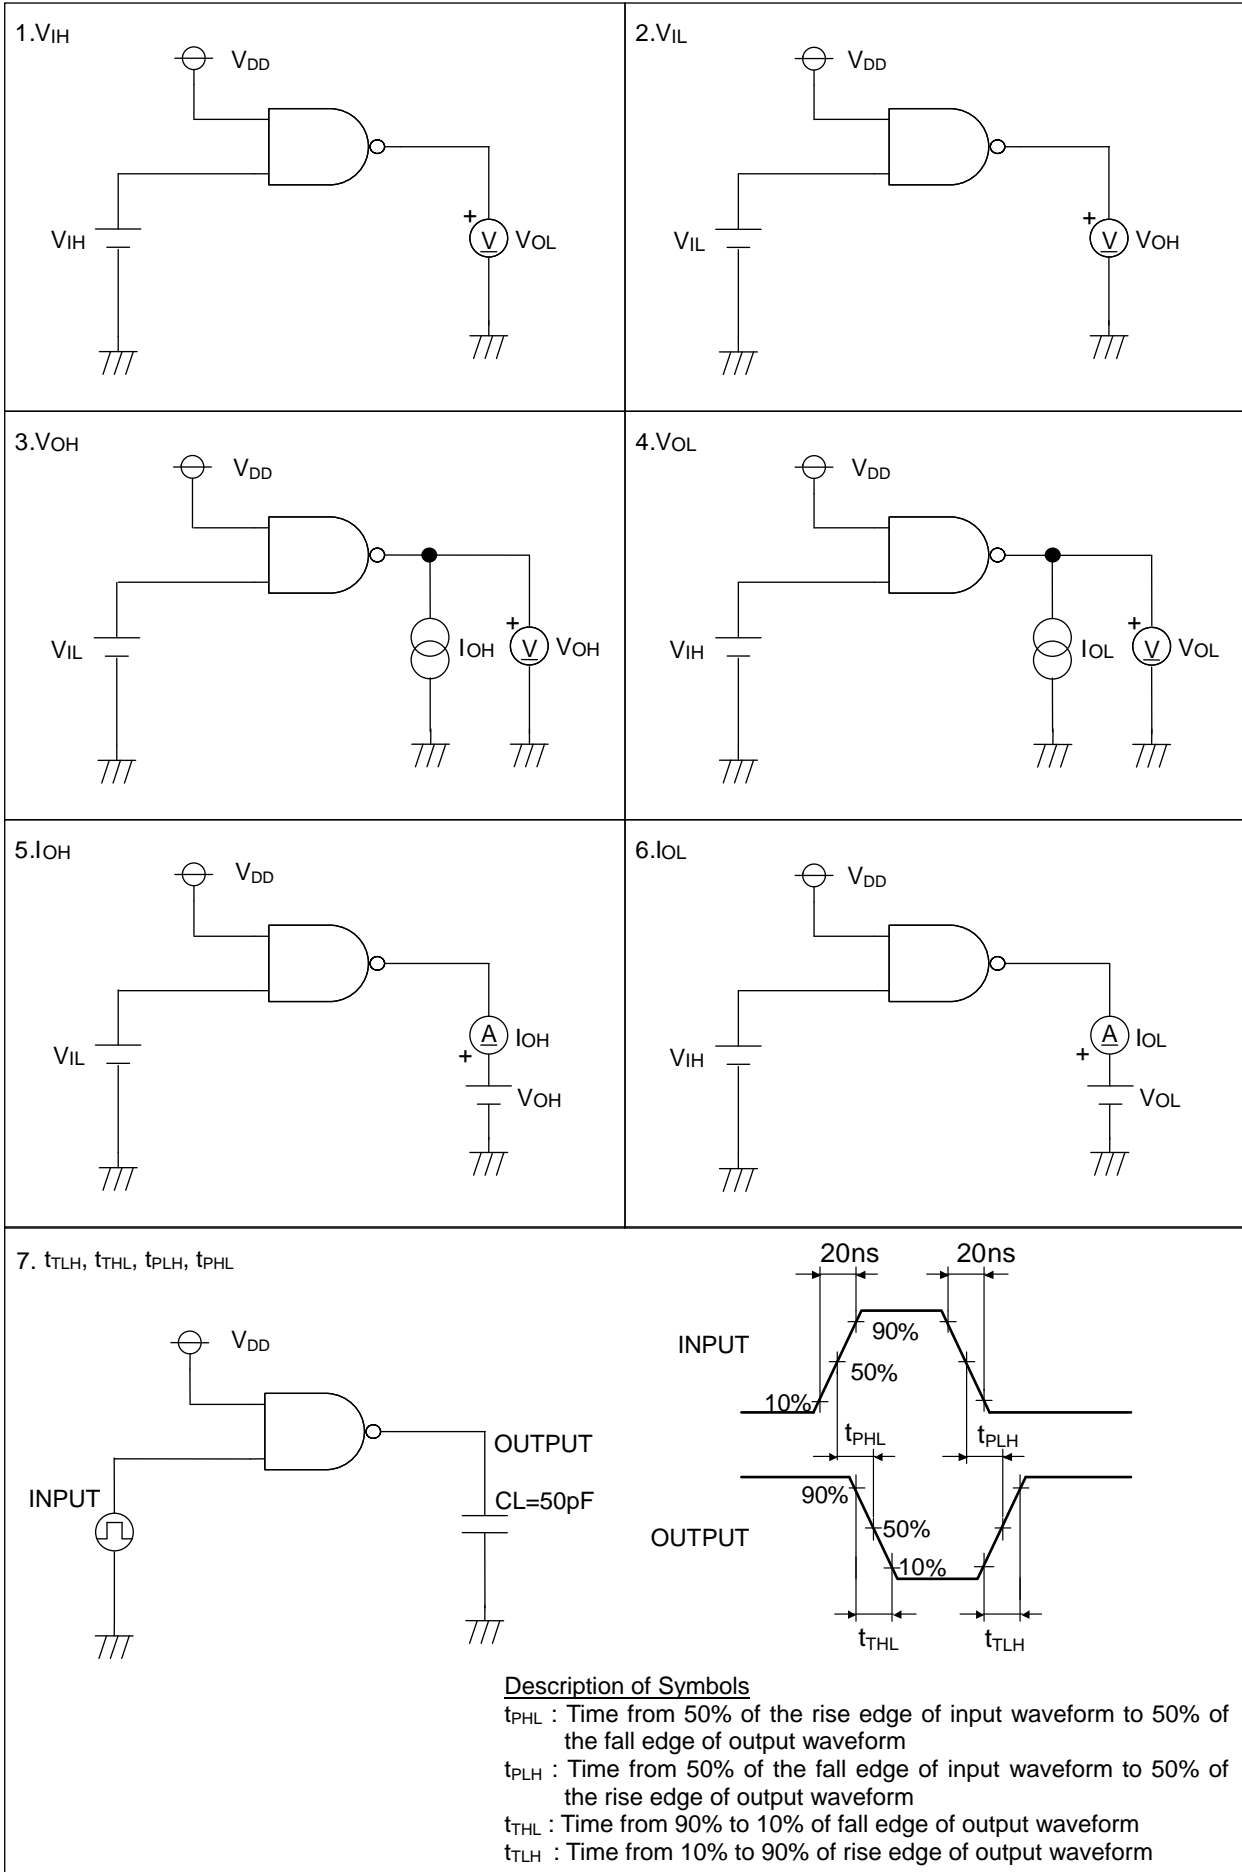 1.VIH
VDD
VIH
+
V
VOL
2.VIL
VDD
VIL
+
V
VOH
3.VOH
VDD
VIL
IOH
+
V
VOH
4.VOL
VDD
VIH
IOL
+
V
VOL
5.IOH
VDD
VIL
A
IOH
+
VOH
6.IOL
VDD
VIH
A
IOL
+
VOL
7. tTLH, tTHL, tPLH, tPHL
VDD
INPUT
OUTPUT
CL=50pF
20ns 20ns
INPUT
90%
50%
10%
tPHL tPLH
90%
OUTPUT
50%
10%
tTHL tTLH
Description of Symbols
tPHL : Time from 50% of the rise edge of input waveform to 50% of
the fall edge of output waveform
tPLH : Time from 50% of the fall edge of input waveform to 50% of
the rise edge of output waveform
tTHL : Time from 90% to 10% of fall edge of output waveform
tTLH : Time from 10% to 90% of rise edge of output waveform